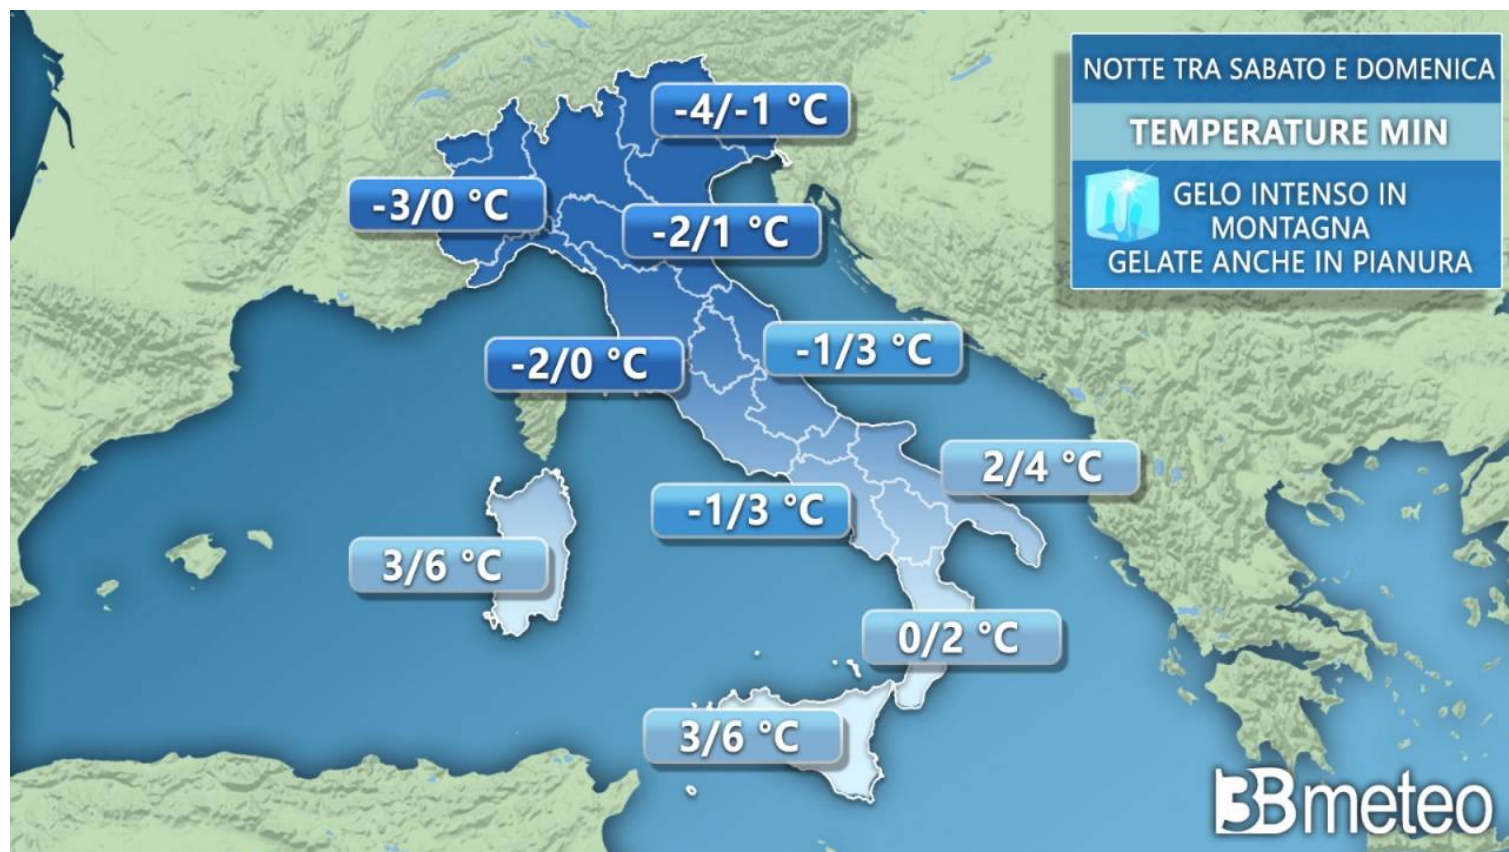 NOTTE TRA SABATO E DOMENICA
TEMPERATURE MIN
GELO INTENSO IN
MONTAGNA
GELATE ANCHE IN PIANURA
-4/-1 °C
-3/0 °C
-2/1 °C
-1/3 °C
-2/0 °C
2/4 °C
-1/3 °C
3/6 °C
0/2 °C
3/6 °C
3Bmeteo